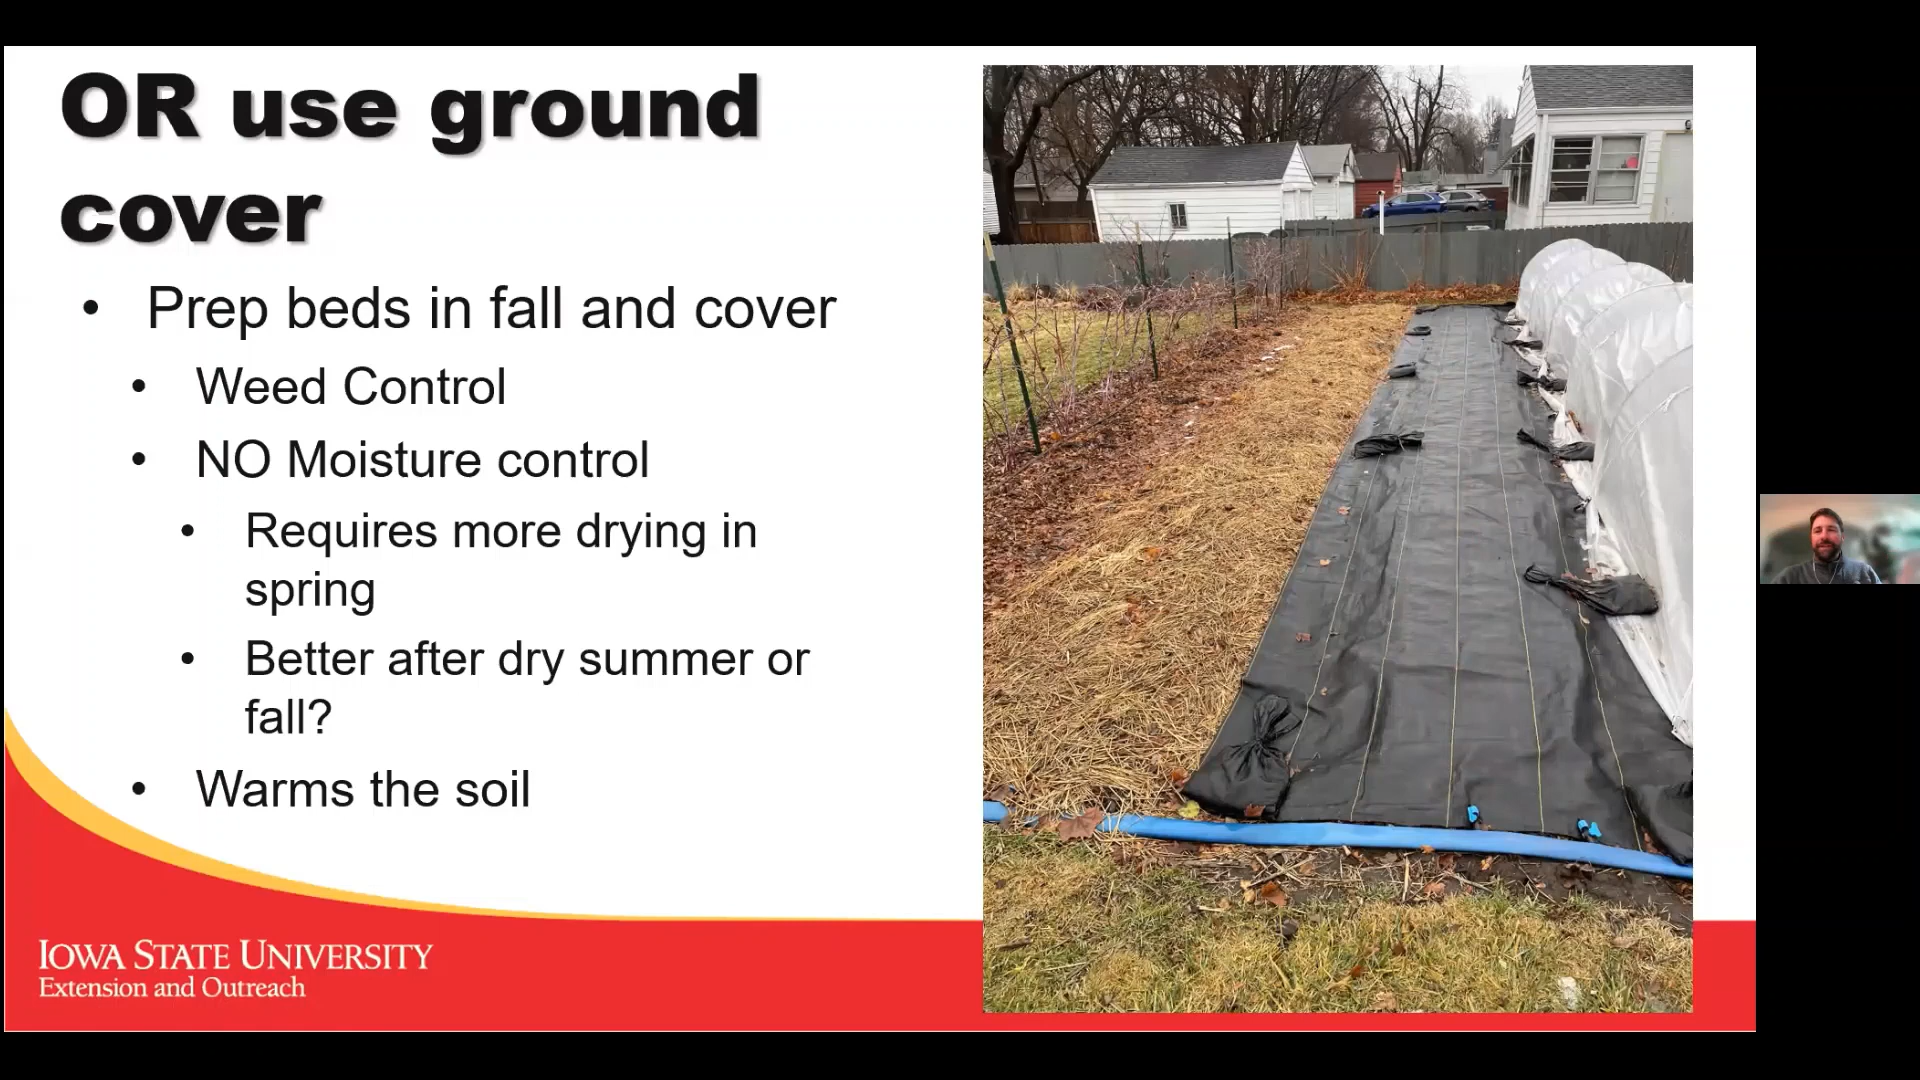 OR use ground
cover
• Prep beds in fall and cover
• Weed Control
• NO Moisture control
• Requires more drying in
spring
• Better after dry summer or
fall?
• Warms the soil
IOWA STATE UNIVERSITY
Extension and Outreach